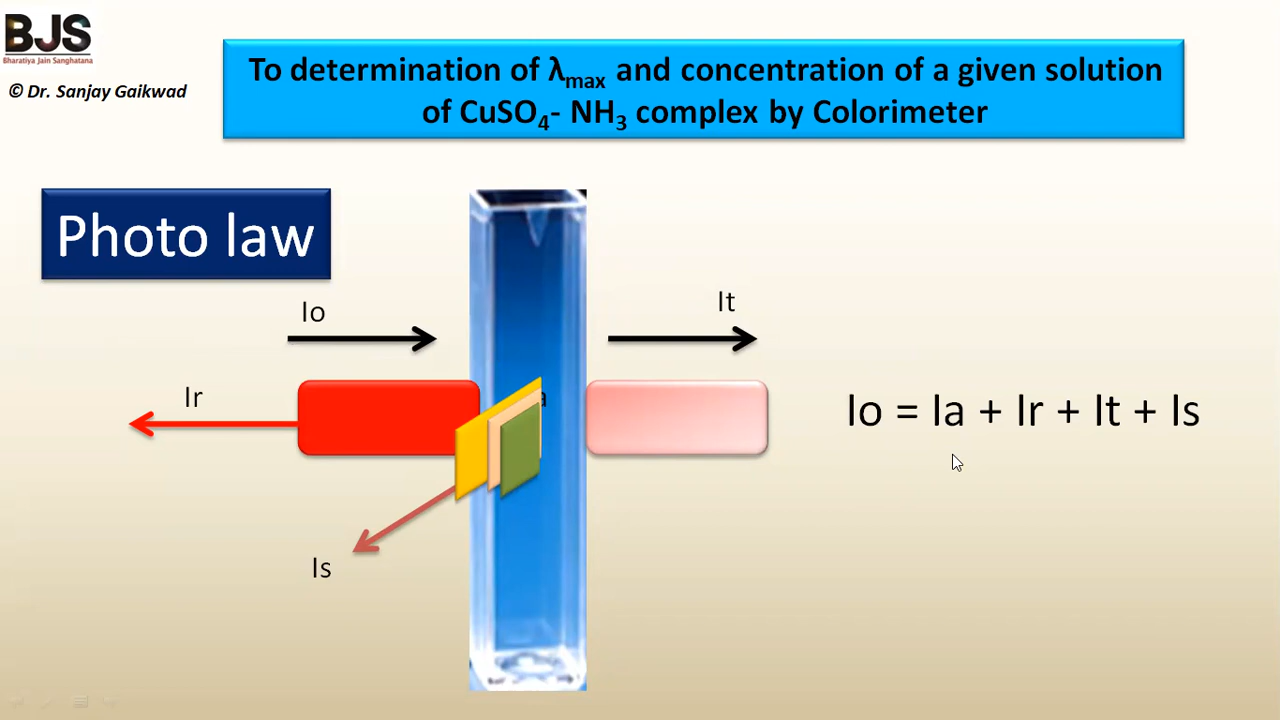 BJS
Bharatiya Jain Sanghatana
© Dr. Sanjay Gaikwad
To determination of λmax and concentration of a given solution
of CuSO4- NH3 complex by Colorimeter
Photo law
Io
It
Ir
a
Io = Ia + Ir + It + Is
Is